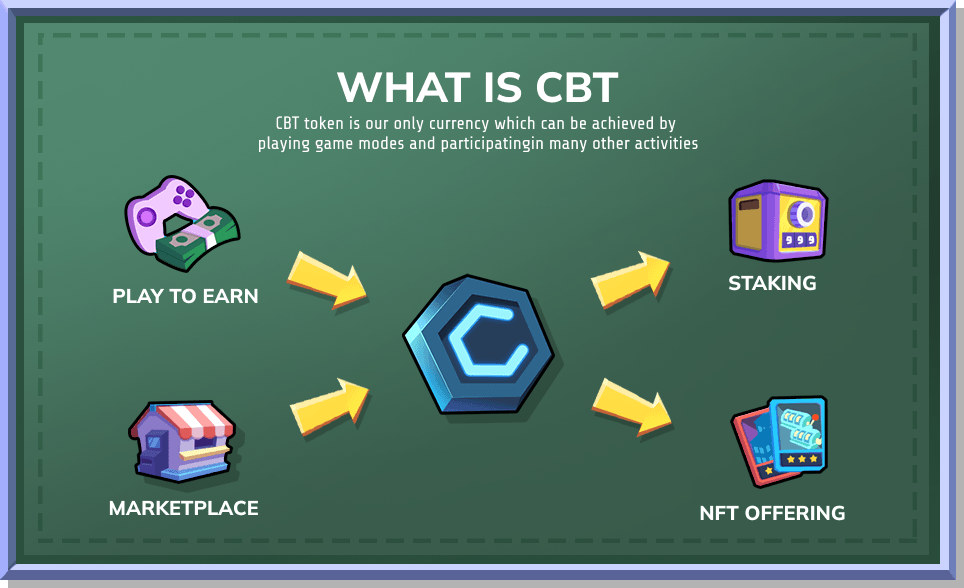 WHAT IS CBT
CBT token is our only currency which can be achieved by
playing game modes and participatingin many other activities
PLAY TO EARN
STAKING
999
MARKETPLACE
NFT OFFERING